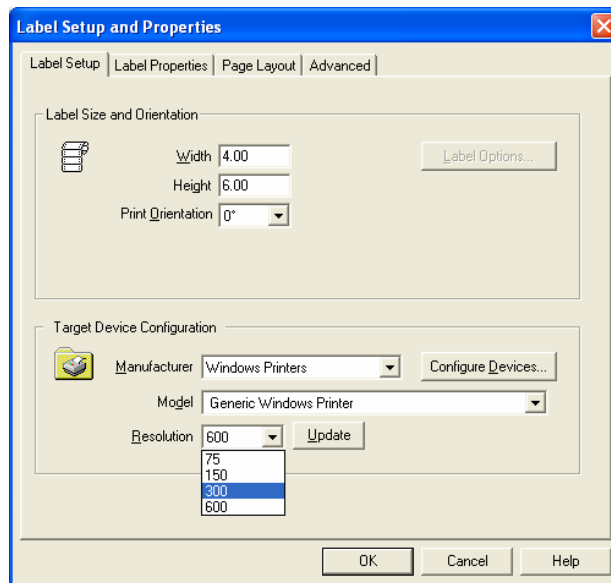 Label Setup and Properties
Label Setup Label Properties Page Layout Advanced
Label Size and Orientation
Width 4.00 Label Options...
Height 6.00
Print Orientation 0°
Target Device Configuration
Manufacturer Windows Printers Configure Devices...
Model Generic Windows Printer
Resolution 600 Update
75
150
300
600
OK Cancel Help